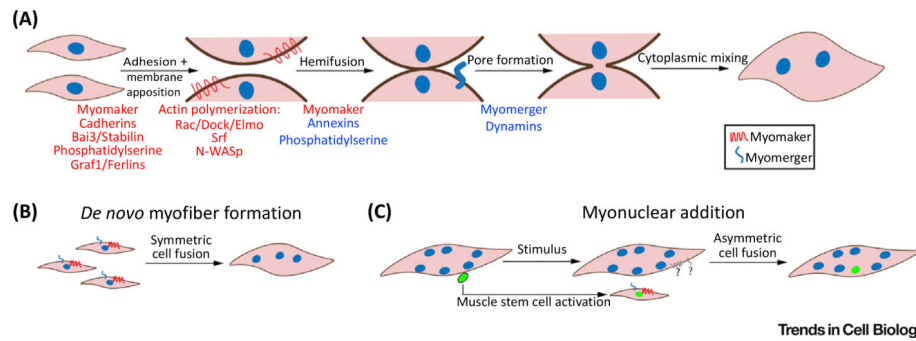 (A)
Adhesion +
membrane
apposition
Hemifusion
Pore formation
Cytoplasmic mixing
Myomaker
Cadherins
Bai3/Stabilin
Phosphatidylserine
Graf1/Ferlins
Actin polymerization:
Rac/Dock/Elmo
Srf
N-WASp
Myomaker
Annexins
Phosphatidylserine
Myomerger
Dynamins
Myomaker
Myomerger
(B)
De novo myofiber formation
Symmetric
cell fusion
(C)
Myonuclear addition
Stimulus
Asymmetric
cell fusion
? ?
Muscle stem cell activation
Trends in Cell Biolog